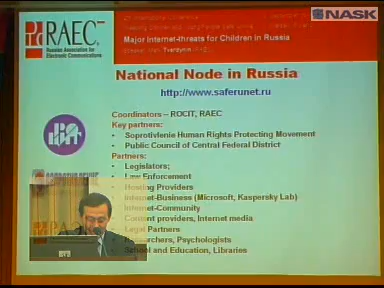 NASK
RAEC
Russian Association for
Electronic Communications
Major Internet-threats for Children in Russia
National Node in Russia
http://www.saferunet.ru
Coordinators – ROCIT, RAEC
Key partners:
• Soprotivlenie Human Rights Protecting Movement
• Public Council of Central Federal District
Partners:
• Legislators;
• Law Enforcement
• Hosting Providers
• Internet-Business (Microsoft, Kaspersky Lab)
• Internet-Community
• Content providers, Internet media
• Legal Partners
• Researchers, Psychologists
• School and Education, Libraries